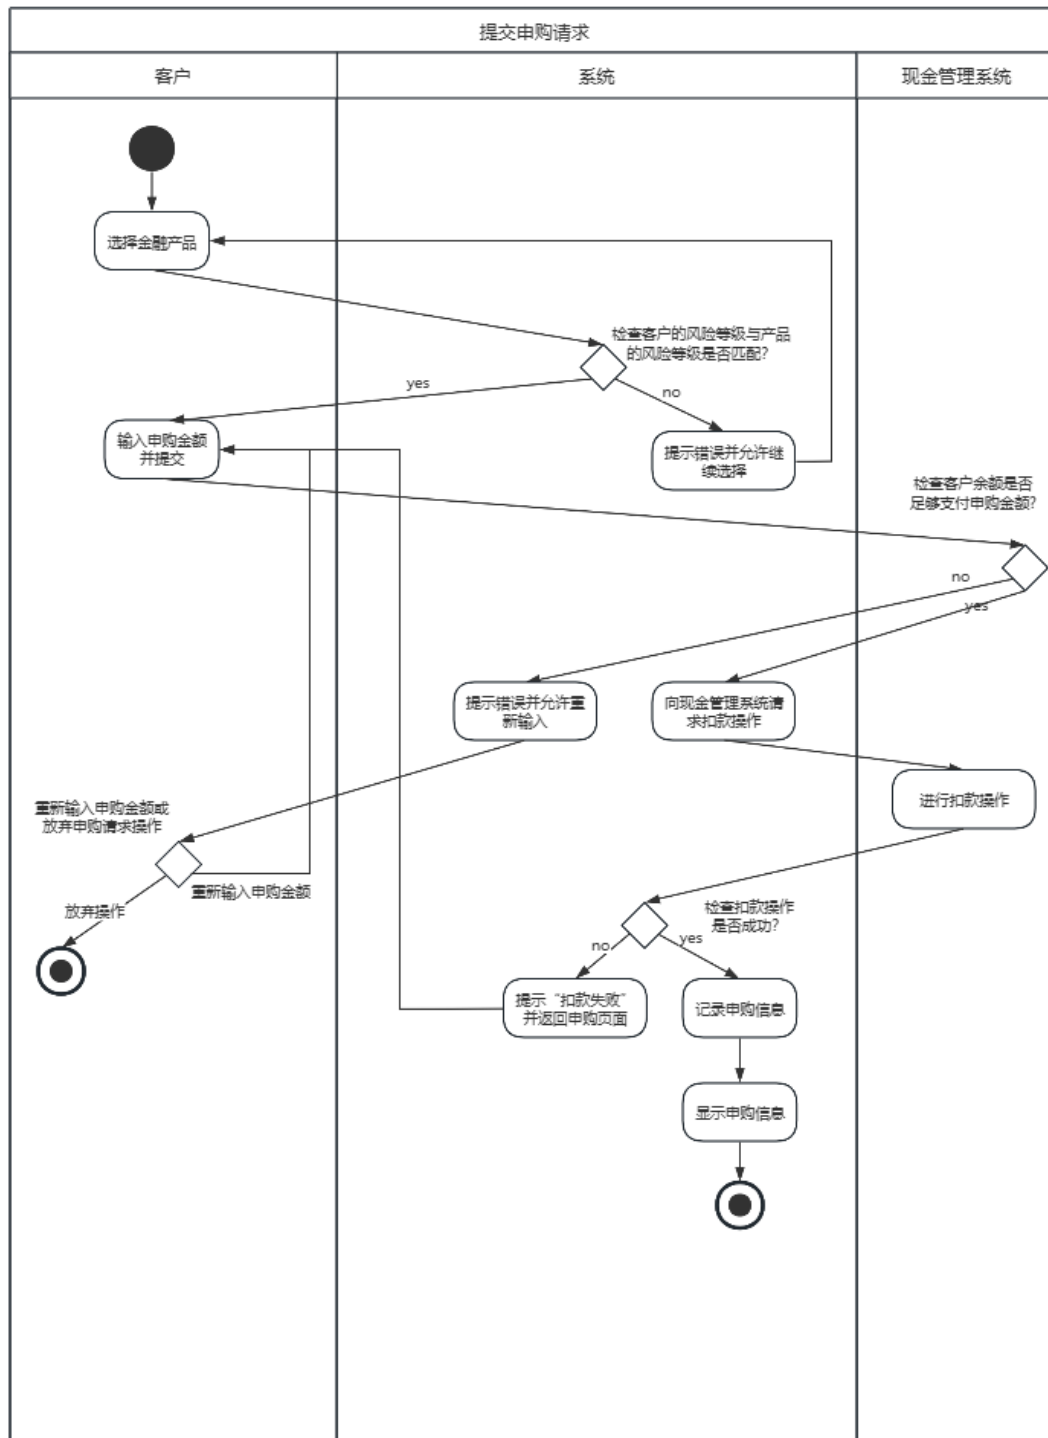 提交申购请求
客户
系统
现金管理系统
选择金融产品
检查客户的风险等级与产品
的风险等级是否匹配?
yes
no
输入申购金额
并提交
提示错误并允许继
续选择
检查客户余额是否
足够支付申购金额?
no
yes
提示错误并允许重
新输入
向现金管理系统请
求扣款操作
进行扣款操作
重新输入申购金额或
放弃申购请求操作
重新输入申购金额
放弃操作
检查扣款操作
是否成功?
no
yes
提示“扣款失败”
并返回申购页面
记录申购信息
显示申购信息